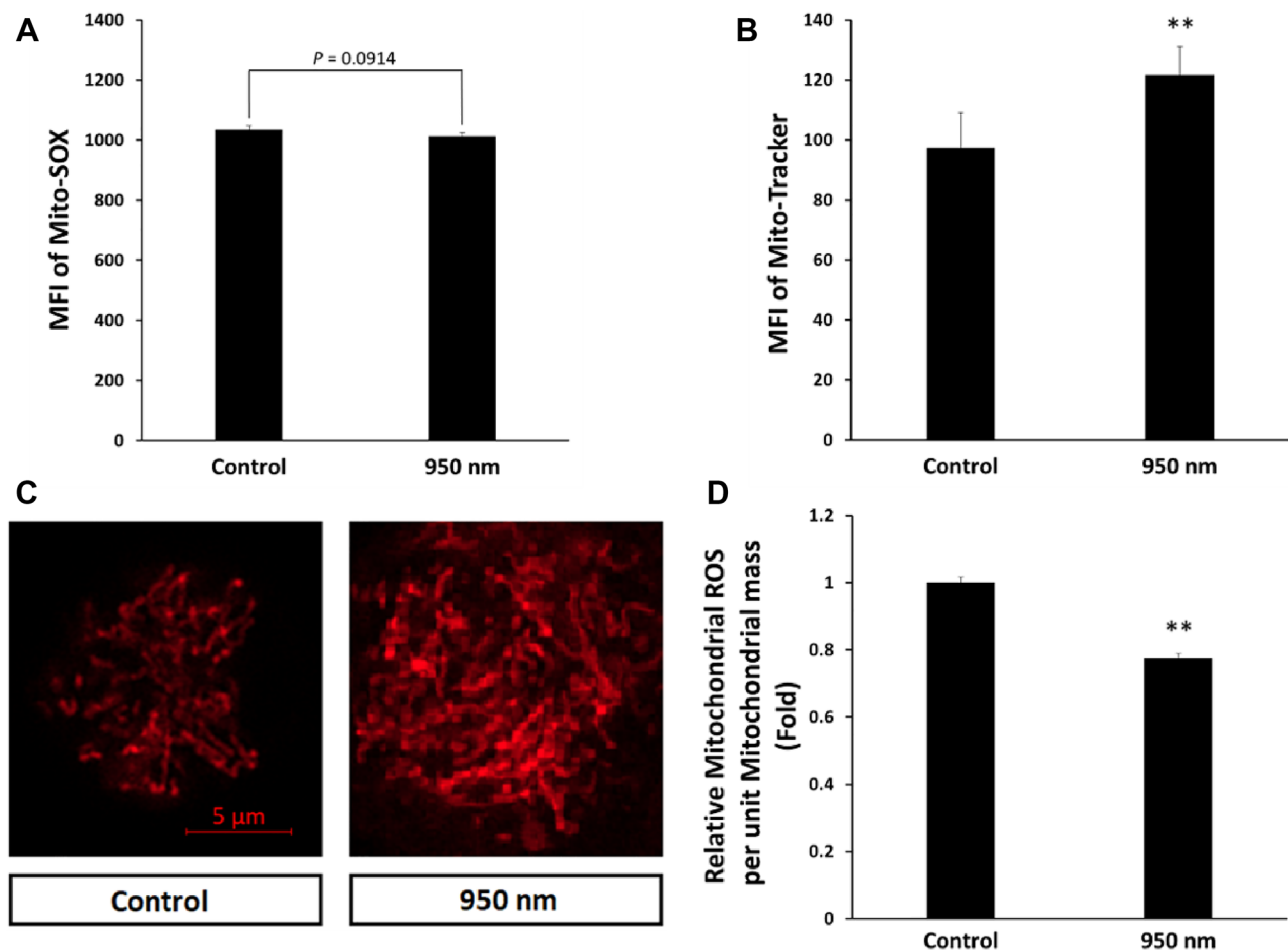 A
MFI of Mito-SOX
1400
1200
1000
800
600
400
200
0
P = 0.0914
Control
950 nm
B
MFI of Mito-Tracker
140
120
100
80
60
40
20
0
**
Control
950 nm
C
5 μm
Control
950 nm
D
Relative Mitochondrial ROS
per unit Mitochondrial mass
(Fold)
1.2
1
0.8
0.6
0.4
0.2
0
**
Control
950 nm